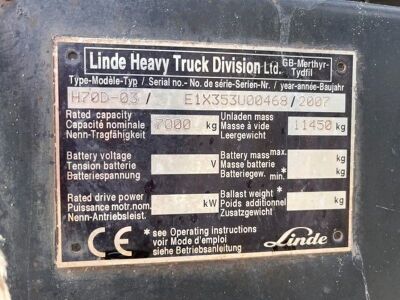 Linde Heavy Truck Division Ltd. GB-Merthyr-Tydfil
Type-Modèle-Typ / Serial no.- No. de série-Serien-Nr. / year-année-Baujahr
H70D-03 / E1X353U00468 / 2007
Rated capacity
Capacité nominale 7000 kg
Nenn-Tragfähigkeit
Unladen mass
Masse à vide 11450 kg
Leergewicht
Battery voltage
Tension batterie V
Batteriespannung
Battery mass max. kg
Masse batterie
Batteriegew. min.* kg
Rated drive power
Puissance motr.nom. kW
Nenn-Antriebsleist.
Ballast weight *
Poids additionnel kg
Zusatzgewicht
CE * see Operating instructions
voir Mode d'emploi
siehe Betriebsanleitung
Linde